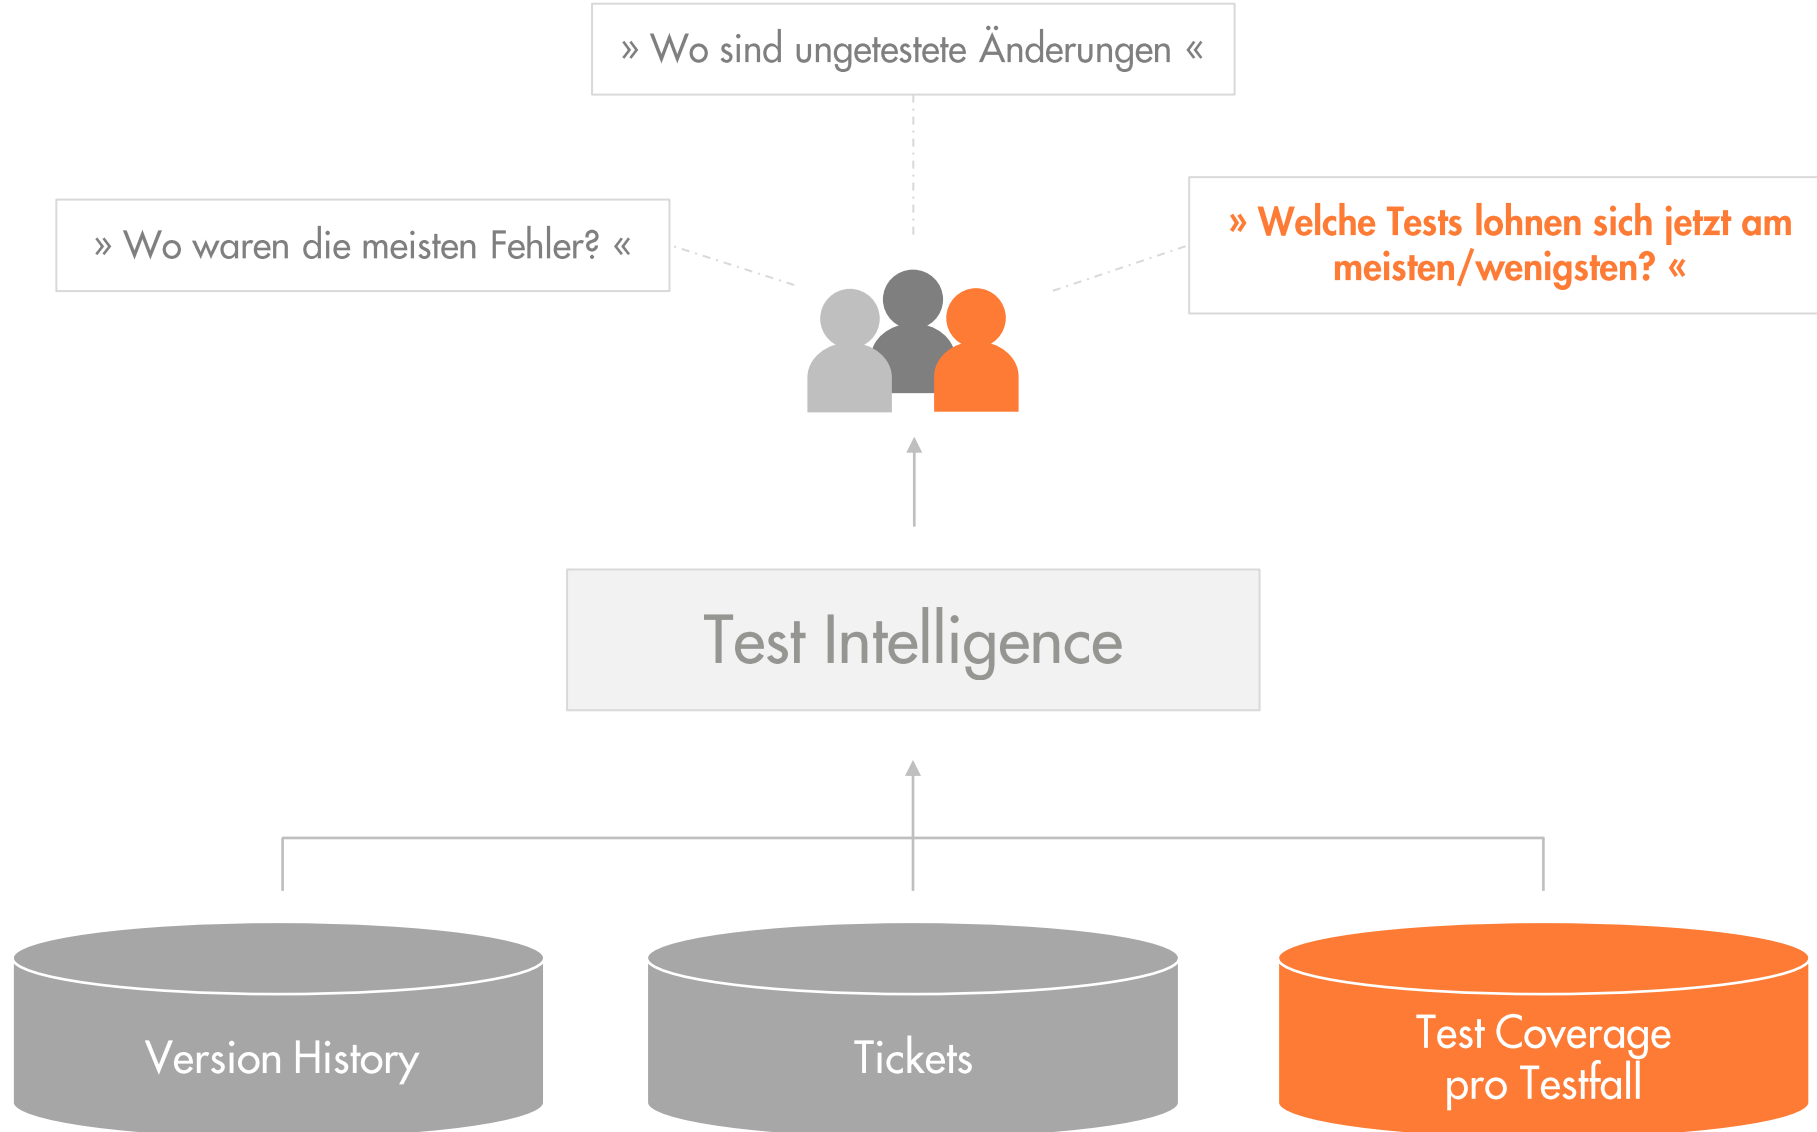 » Wo sind ungetestete Änderungen «
» Wo waren die meisten Fehler? «
» Welche Tests lohnen sich jetzt am
meisten/wenigsten? «
Test Intelligence
Version History
Tickets
Test Coverage
pro Testfall